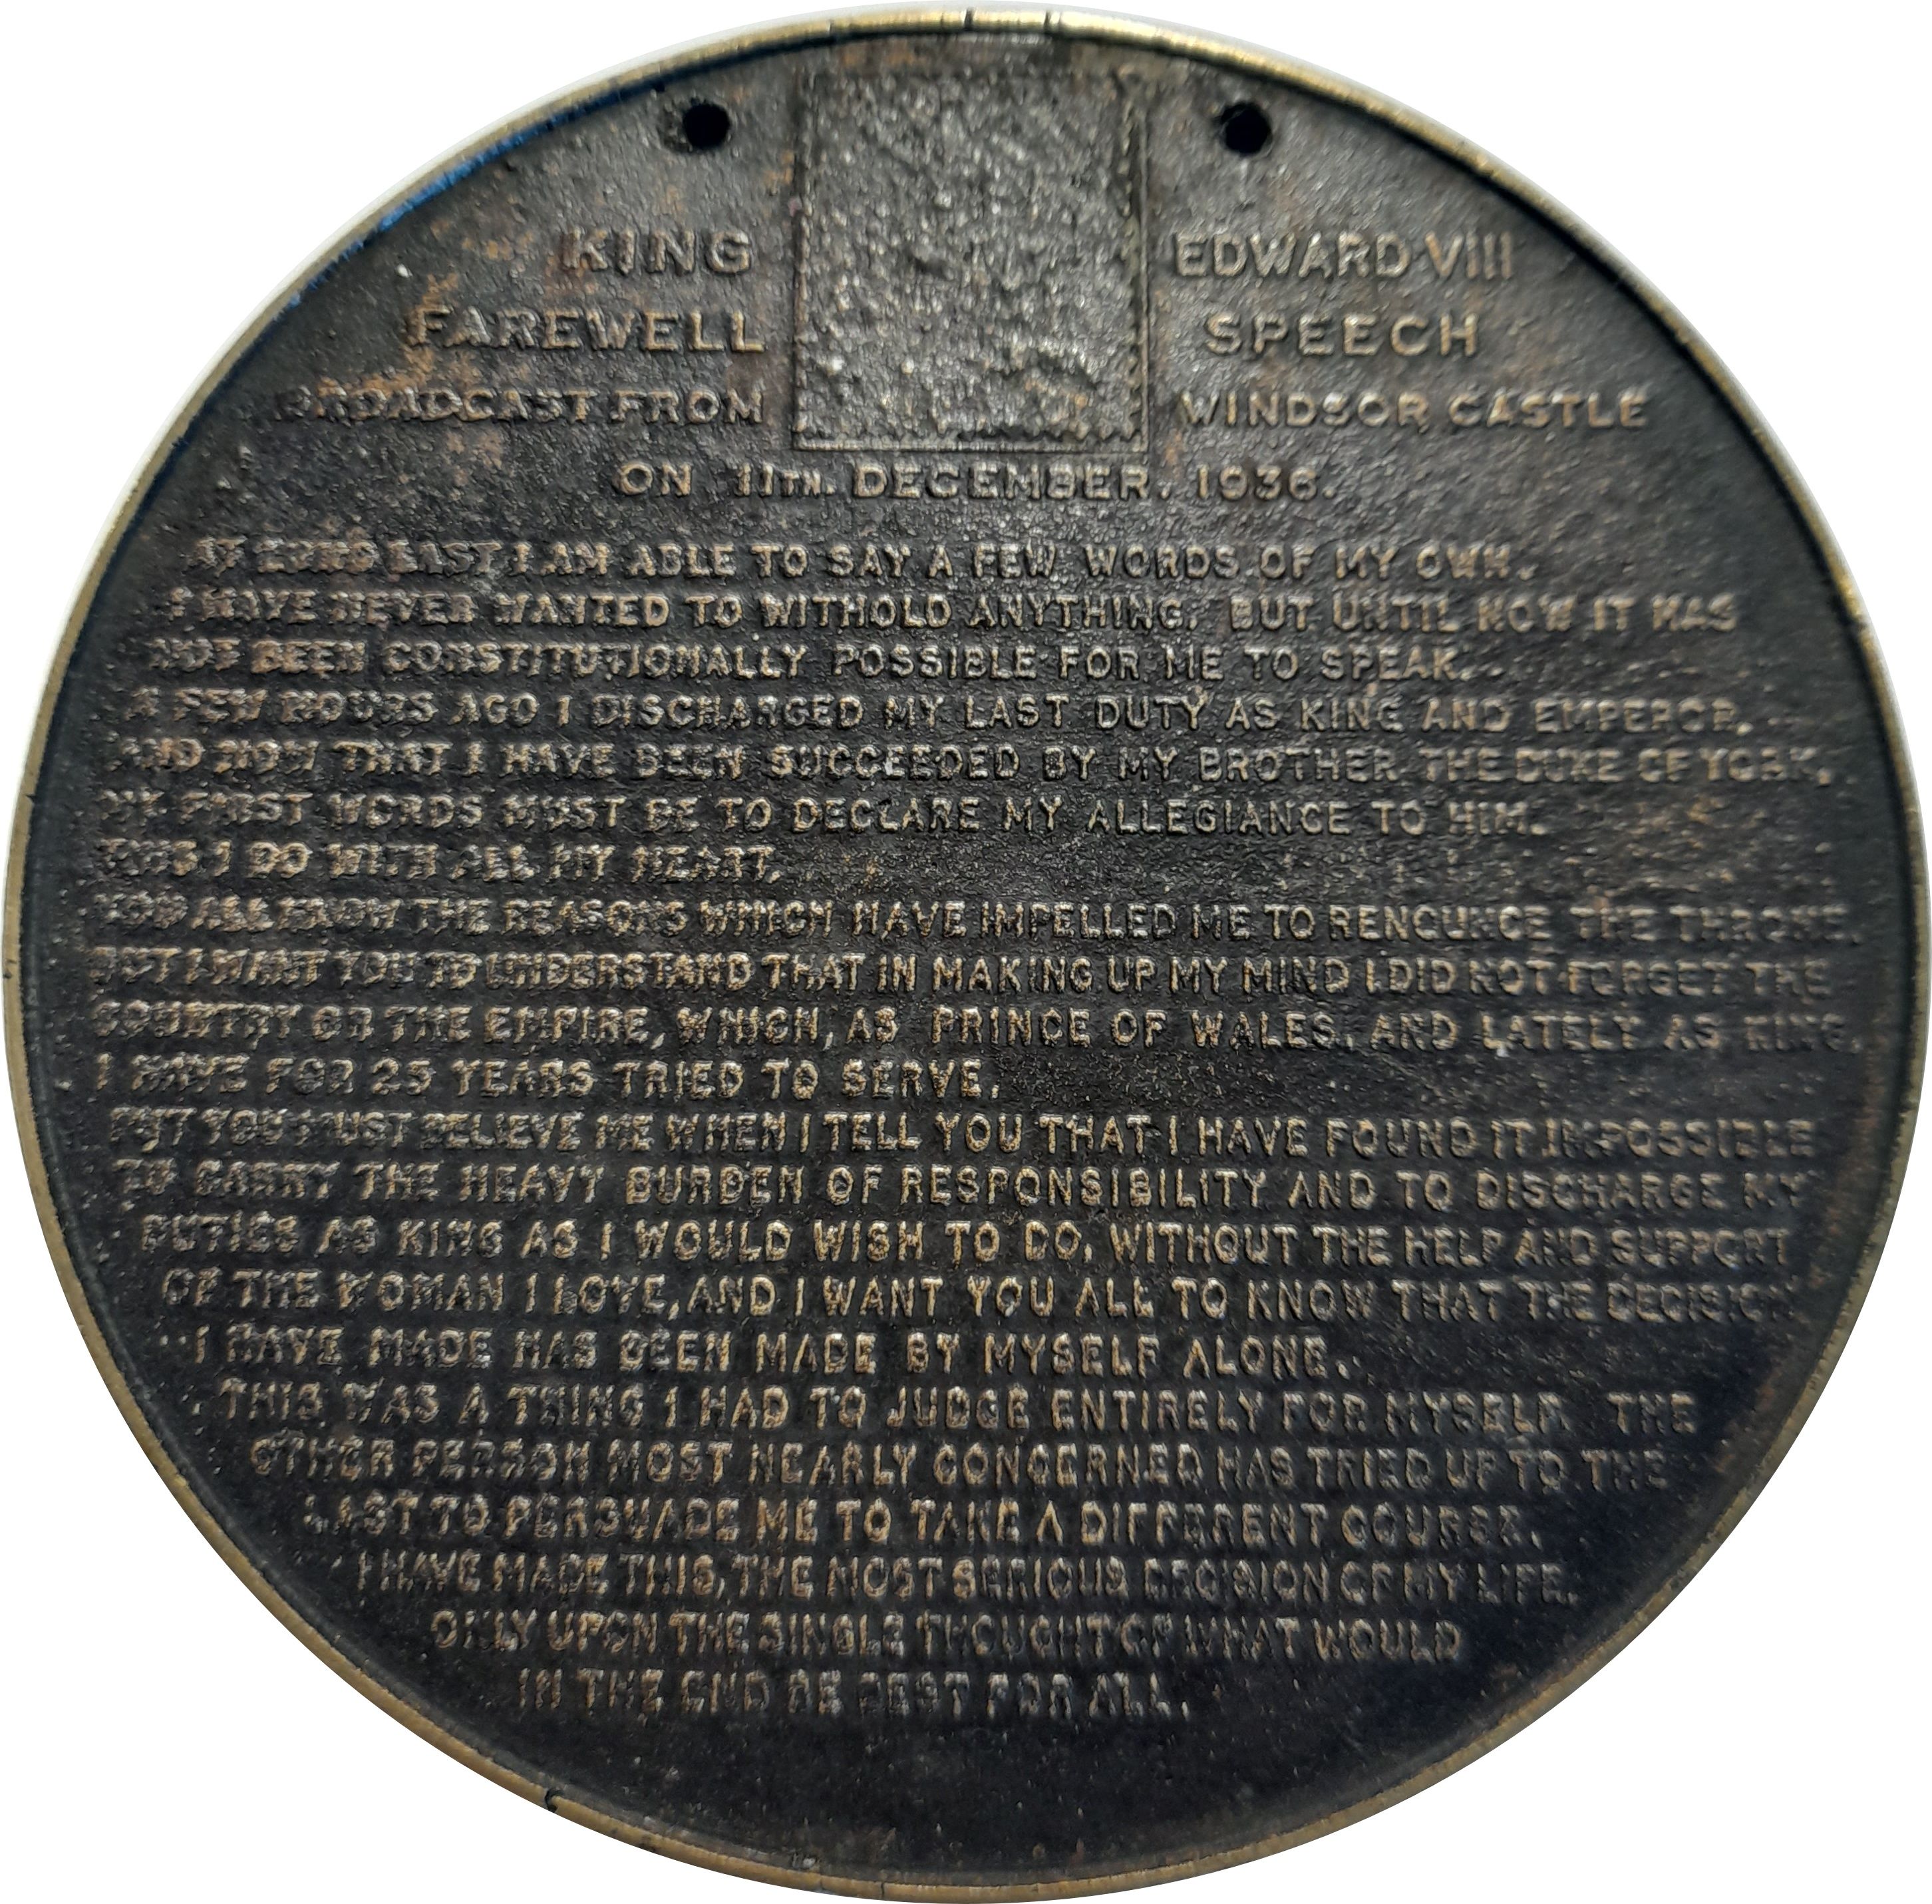 KING EDWARD VIII
FAREWELL SPEECH
BROADCAST FROM WINDSOR CASTLE
ON 11TH. DECEMBER. 1936.
AT LONG LAST I AM ABLE TO SAY A FEW WORDS OF MY OWN.
I HAVE NEVER WANTED TO WITHOLD ANYTHING. BUT UNTIL NOW IT HAS
NOT BEEN CONSTITUTIONALLY POSSIBLE FOR ME TO SPEAK.
A FEW HOURS AGO I DISCHARGED MY LAST DUTY AS KING AND EMPEROR.
AND NOW THAT I HAVE BEEN SUCCEEDED BY MY BROTHER THE DUKE OF YORK,
MY FIRST WORDS MUST BE TO DECLARE MY ALLEGIANCE TO HIM.
THIS I DO WITH ALL MY HEART.
YOU ALL KNOW THE REASONS WHICH HAVE IMPELLED ME TO RENOUNCE THE THRONE.
BUT I WANT YOU TO UNDERSTAND THAT IN MAKING UP MY MIND I DID NOT FORGET THE
COUNTRY OR THE EMPIRE, WHICH, AS PRINCE OF WALES, AND LATELY AS KING,
I HAVE FOR 25 YEARS TRIED TO SERVE.
BUT YOU MUST BELIEVE ME WHEN I TELL YOU THAT I HAVE FOUND IT IMPOSSIBLE
TO CARRY THE HEAVY BURDEN OF RESPONSIBILITY AND TO DISCHARGE MY
DUTIES AS KING AS I WOULD WISH TO DO, WITHOUT THE HELP AND SUPPORT
OF THE WOMAN I LOVE, AND I WANT YOU ALL TO KNOW THAT THE DECISION
I HAVE MADE HAS BEEN MADE BY MYSELF ALONE.
THIS WAS A THING I HAD TO JUDGE ENTIRELY FOR MYSELF. THE
OTHER PERSON MOST NEARLY CONCERNED HAS TRIED UP TO THE
LAST TO PERSUADE ME TO TAKE A DIFFERENT COURSE.
I HAVE MADE THIS, THE MOST SERIOUS DECISION OF MY LIFE,
ONLY UPON THE SINGLE THOUGHT OF WHAT WOULD
IN THE END BE BEST FOR ALL.